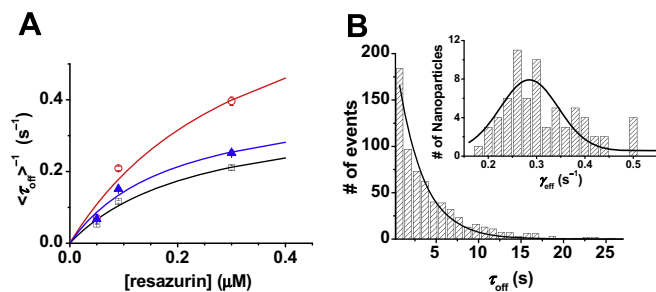 A
<τoff>⁻¹ (s⁻¹)
0.4
0.2
0.0
0.0 0.2 0.4
[resazurin] (µM)
B
# of events
200
150
100
50
0
5 10 15 20 25
τoff (s)
# of Nanoparticles
12
8
4
0
0.2 0.3 0.4 0.5
γeff (s⁻¹)